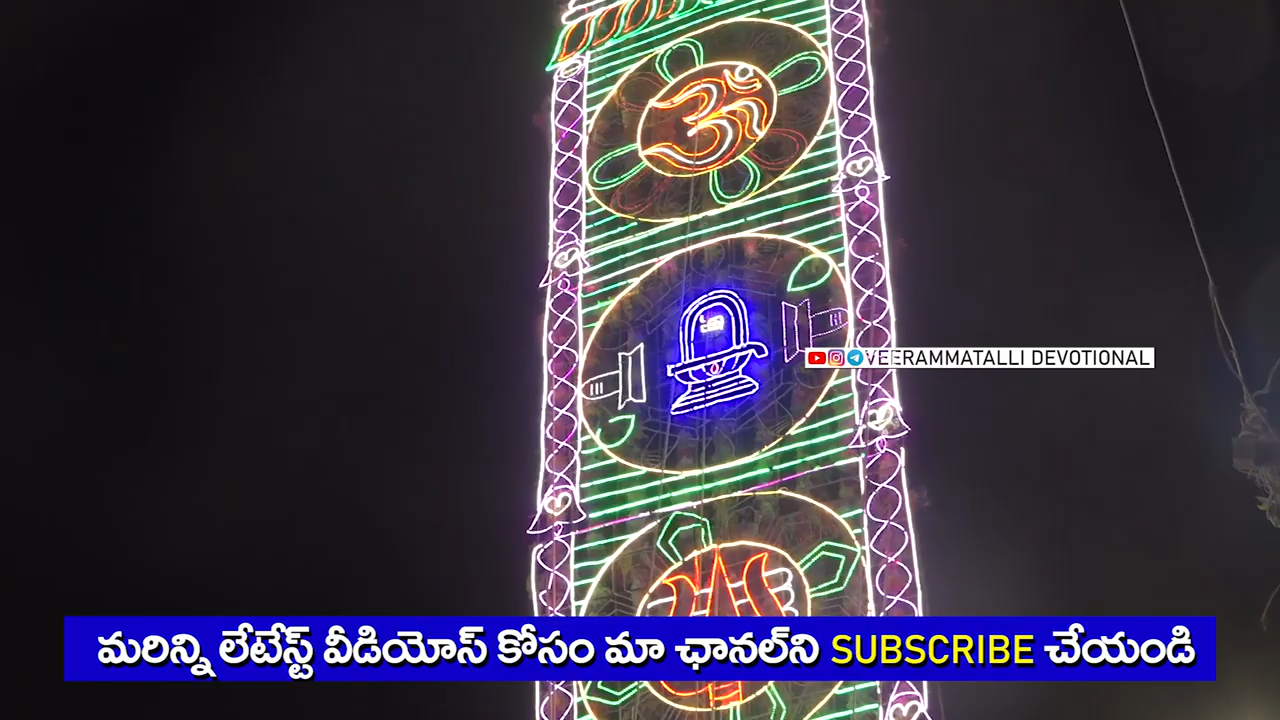 ॐ
VEERAMMATALLI DEVOTIONAL
మరిన్ని లేటేస్ట్ వీడియోస్ కోసం మా ఛానల్‌ని SUBSCRIBE చేయండి